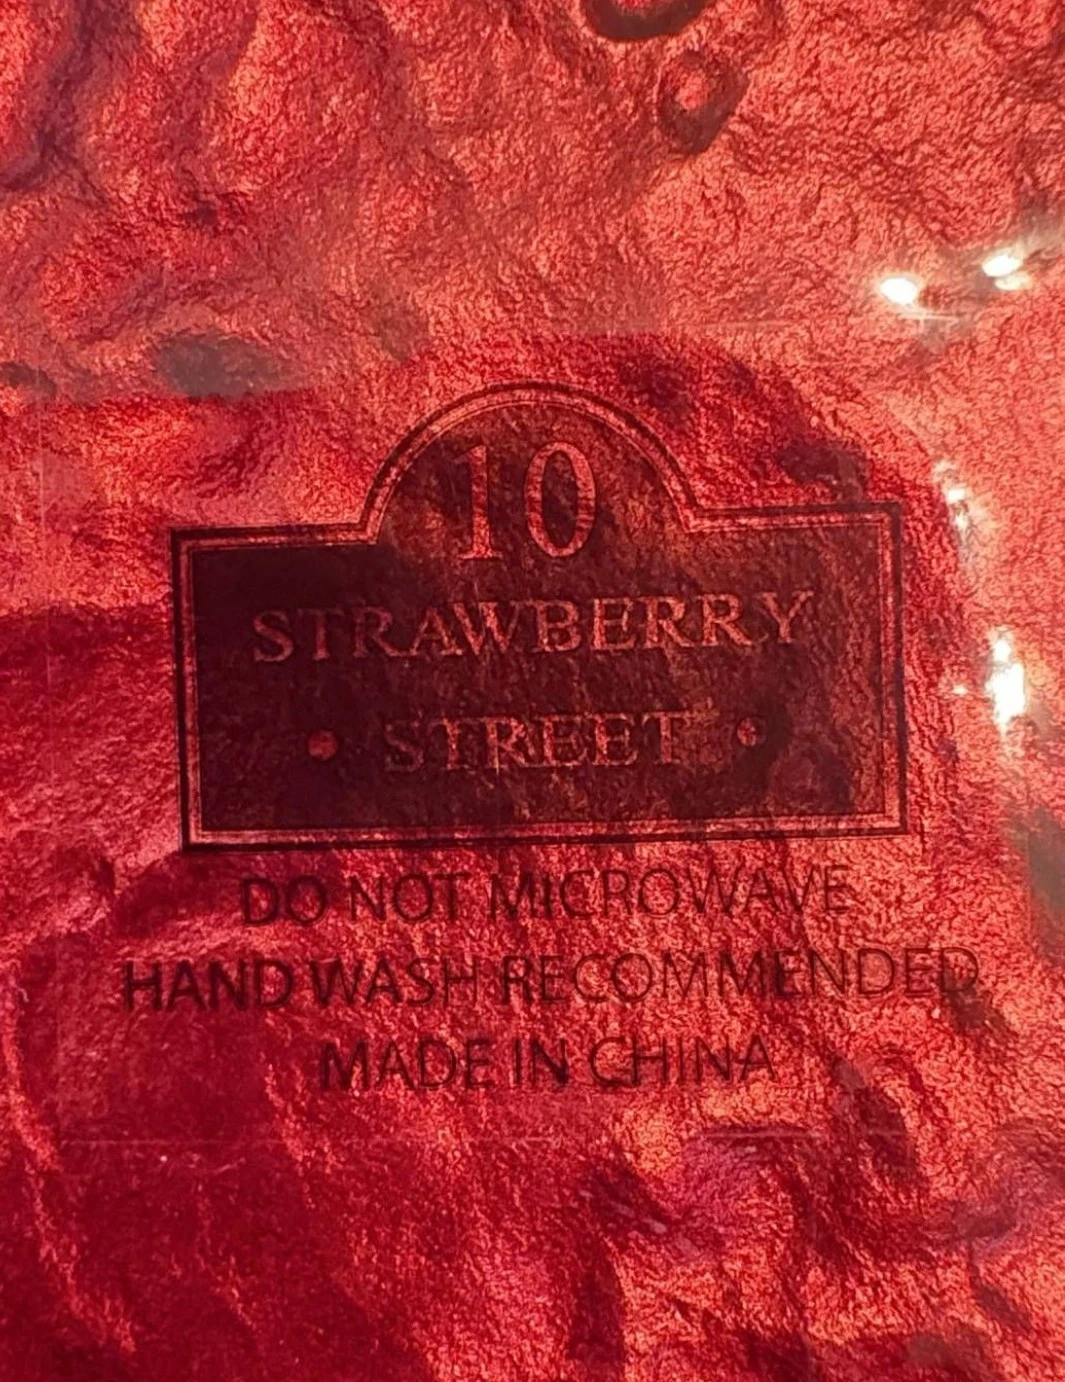 10
STRAWBERRY
• STREET •
DO NOT MICROWAVE
HAND WASH RECOMMENDED
MADE IN CHINA